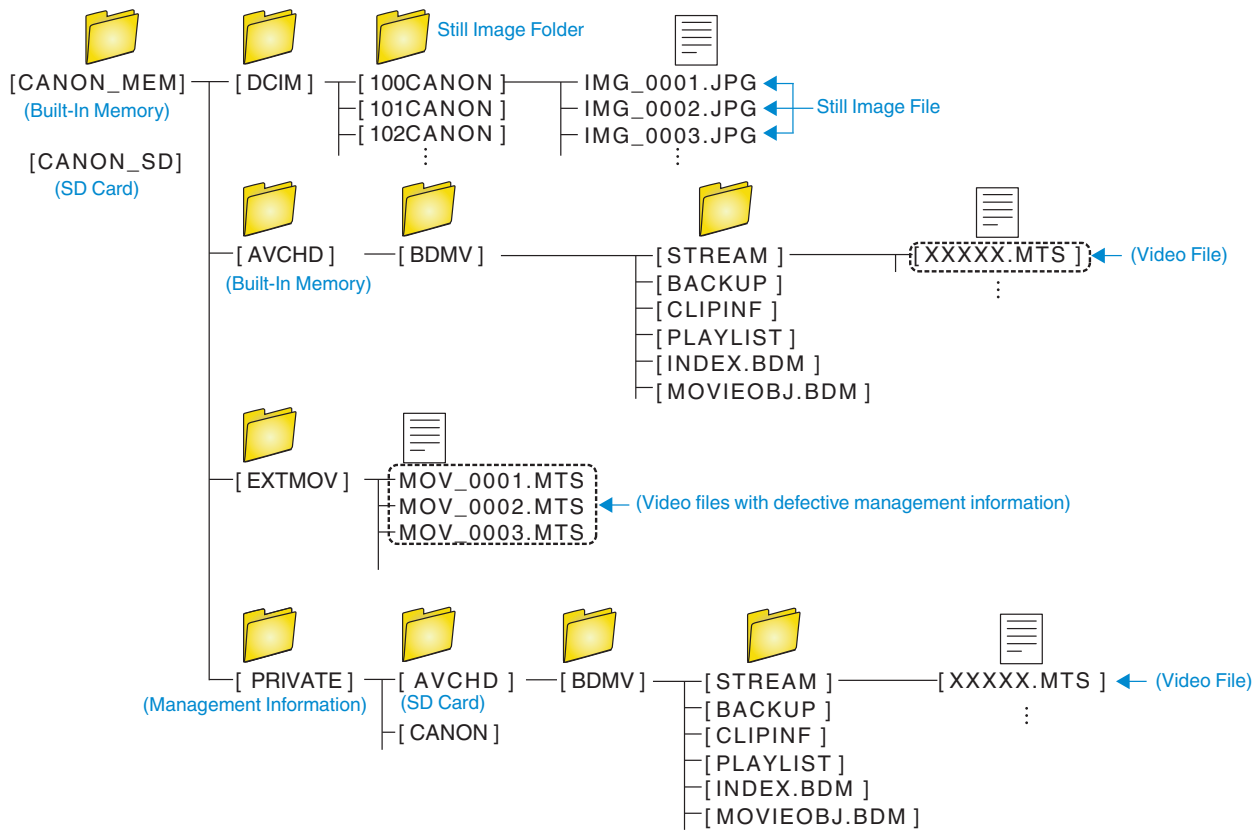 Still Image Folder
[CANON_MEM]
(Built-In Memory)
[CANON_SD]
(SD Card)
[ DCIM ]
[ 100CANON ]
[ 101CANON ]
[ 102CANON ]
IMG_0001.JPG
IMG_0002.JPG
IMG_0003.JPG
Still Image File
[ AVCHD ]
(Built-In Memory)
[ BDMV ]
[ STREAM ]
[ BACKUP ]
[ CLIPINF ]
[ PLAYLIST ]
[ INDEX.BDM ]
[ MOVIEOBJ.BDM ]
[ XXXXX.MTS ]
(Video File)
[ EXTMOV ]
MOV_0001.MTS
MOV_0002.MTS
MOV_0003.MTS
(Video files with defective management information)
[ PRIVATE ]
(Management Information)
[ AVCHD ]
(SD Card)
[ CANON ]
[ BDMV ]
[ STREAM ]
[ BACKUP ]
[ CLIPINF ]
[ PLAYLIST ]
[ INDEX.BDM ]
[ MOVIEOBJ.BDM ]
[ XXXXX.MTS ]
(Video File)